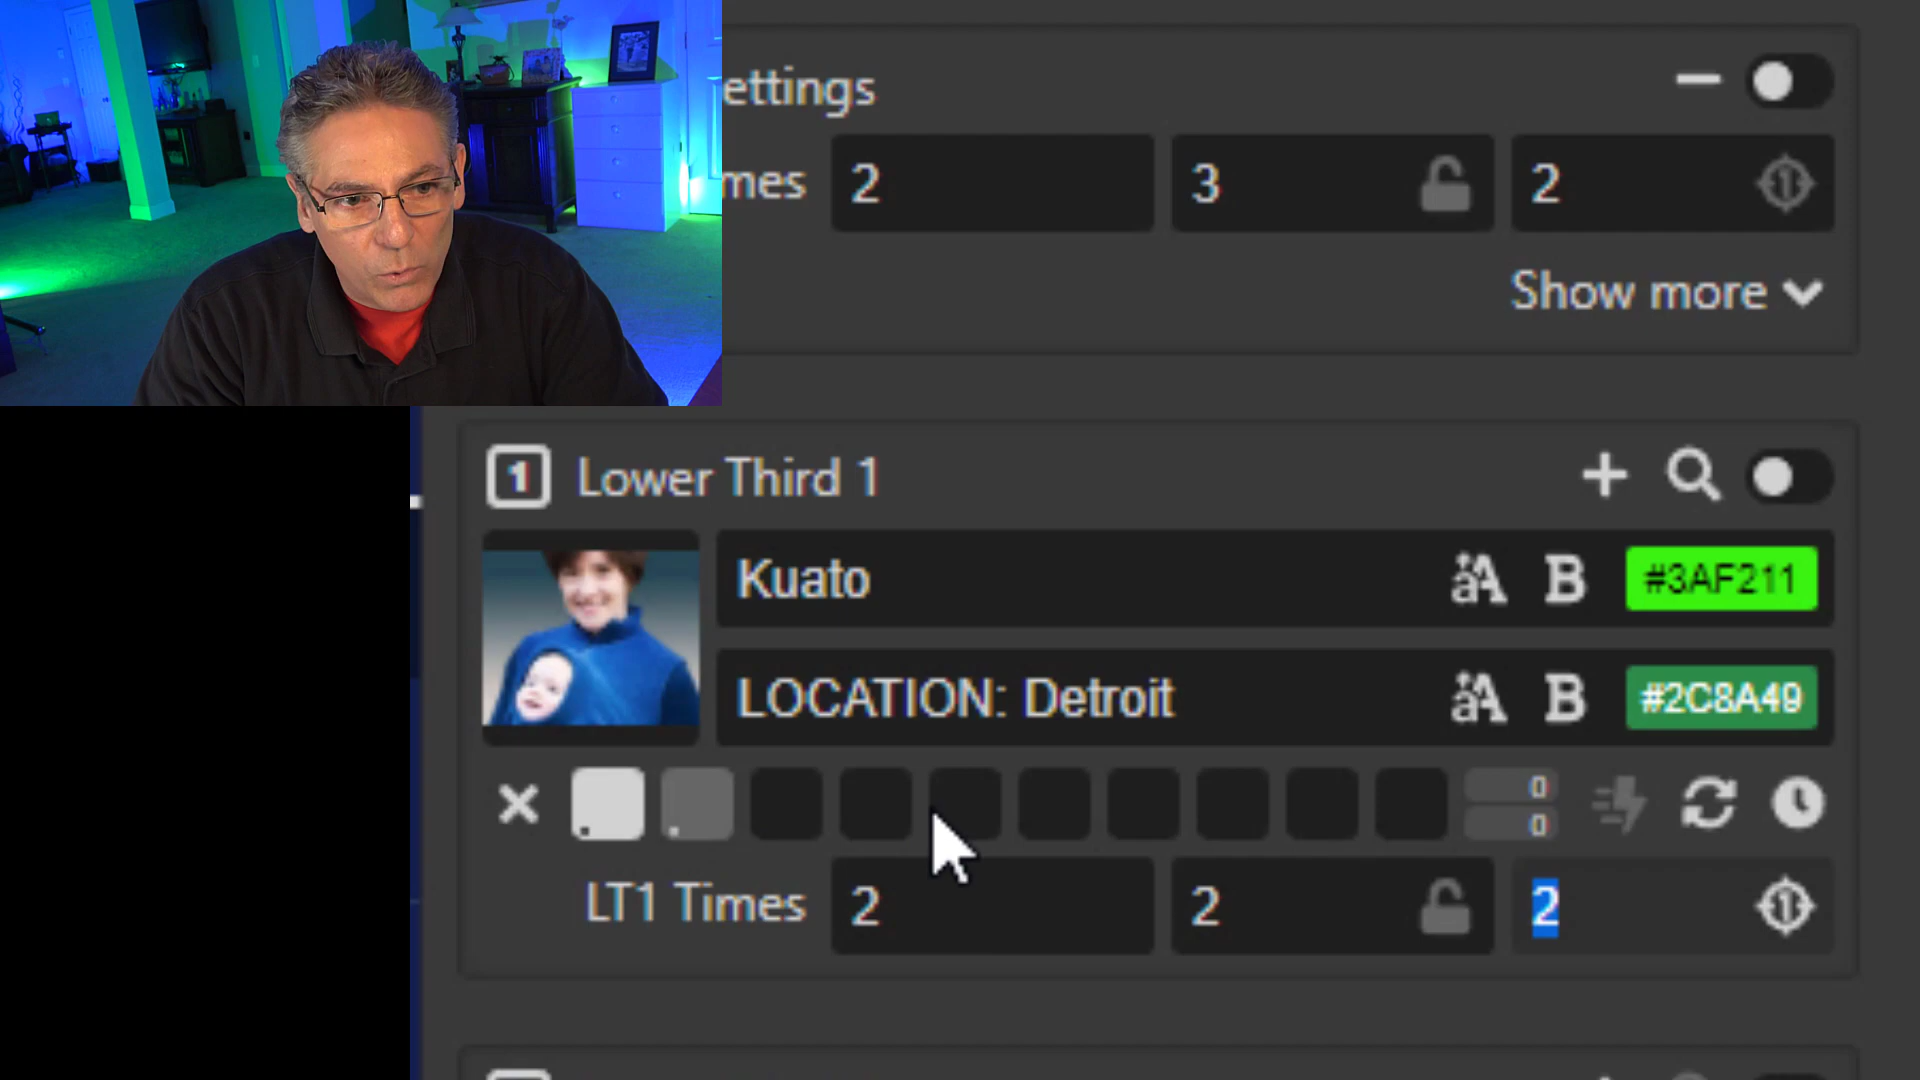 ettings
mes 2 3 2
Show more
1 Lower Third 1
Kuato B #3AF211
LOCATION: Detroit B #2C8A49
0
0
LT1 Times 2 2 2